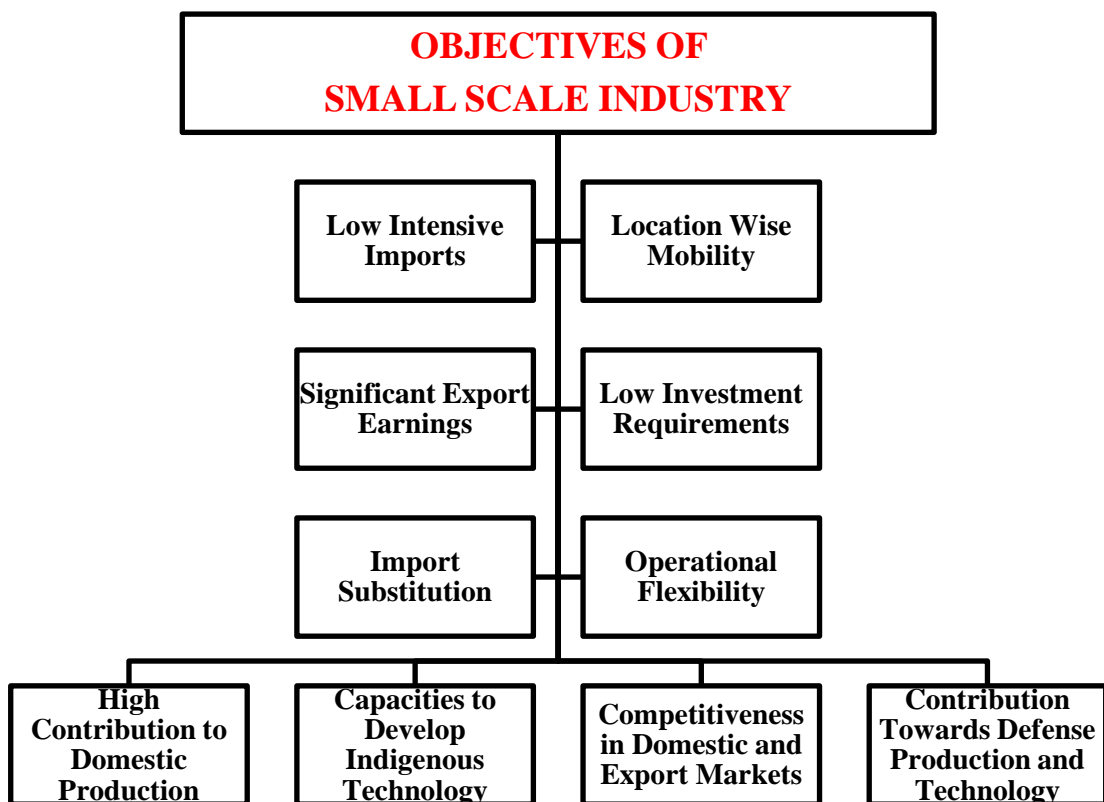 OBJECTIVES OF
SMALL SCALE INDUSTRY
Low Intensive
Imports
Location Wise
Mobility
Significant Export
Earnings
Low Investment
Requirements
Import
Substitution
Operational
Flexibility
High
Contribution to
Domestic
Production
Capacities to
Develop
Indigenous
Technology
Competitiveness
in Domestic and
Export Markets
Contribution
Towards Defense
Production and
Technology